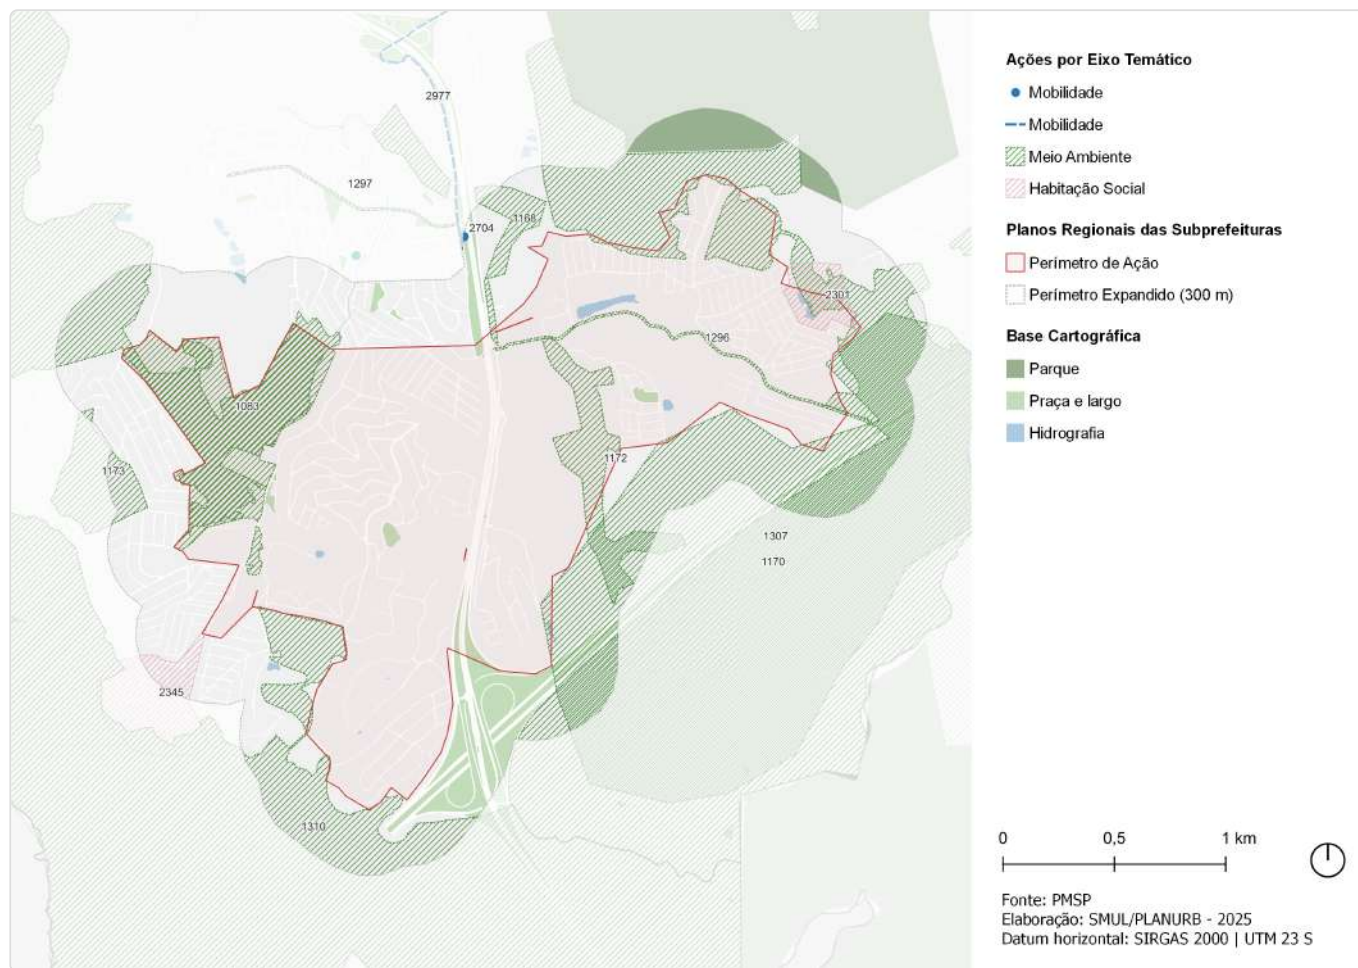 2977
1297
2704
1168
2301
1296
1083
1173
1172
1307
1170
2345
1310
Ações por Eixo Temático
Mobilidade
Mobilidade
Meio Ambiente
Habitação Social
Planos Regionais das Subprefeituras
Perímetro de Ação
Perímetro Expandido (300 m)
Base Cartográfica
Parque
Praça e largo
Hidrografia
0 0,5 1 km
Fonte: PMSP
Elaboração: SMUL/PLANURB - 2025
Datum horizontal: SIRGAS 2000 | UTM 23 S